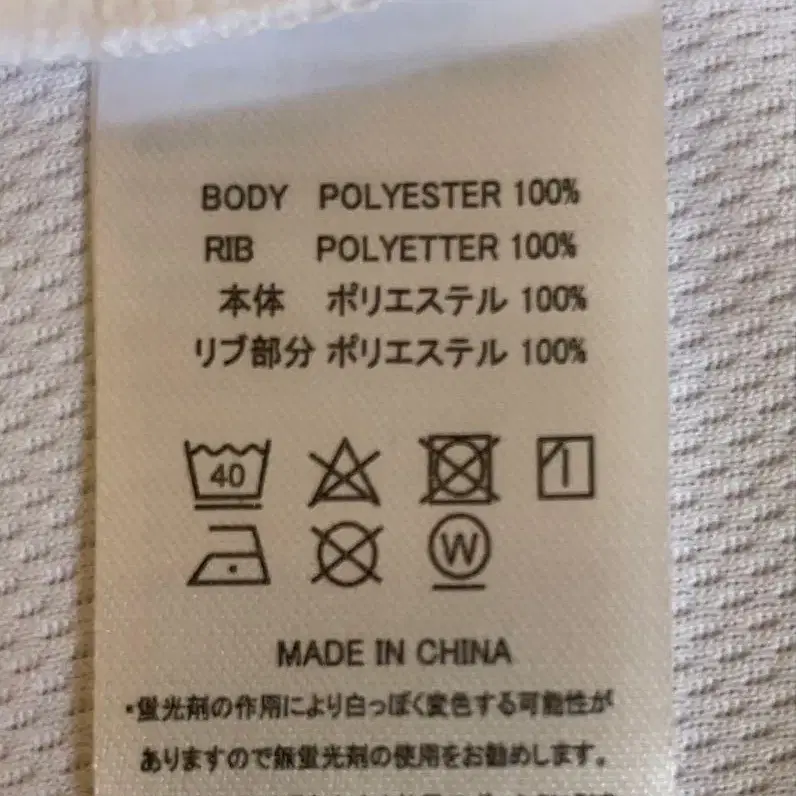 BODY POLYESTER 100%
RIB POLYETTER 100%
本体 ポリエステル 100%
リブ部分 ポリエステル 100%
40
W
MADE IN CHINA
・蛍光剤の作用により白っぽく変色する可能性が
ありますので無蛍光剤の使用をお勧めします。